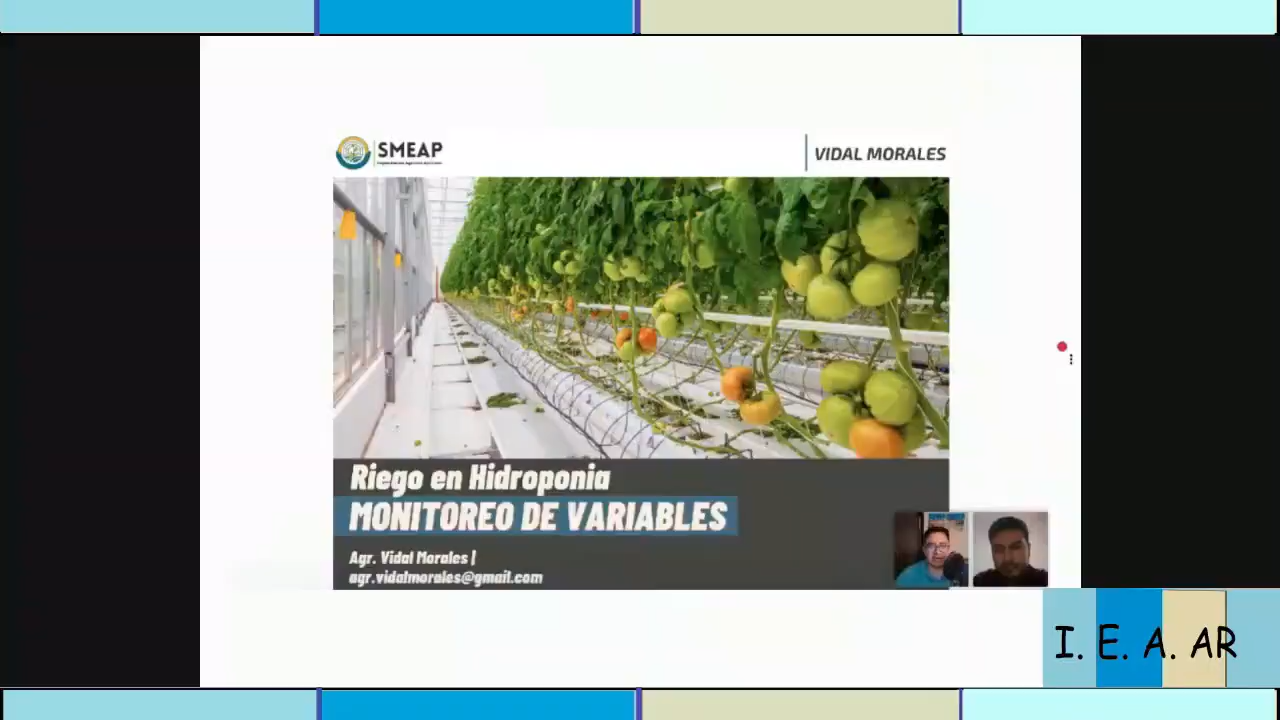 SMEAP
VIDAL MORALES
Riego en Hidroponia
MONITOREO DE VARIABLES
Agr. Vidal Morales |
agr.vidalmorales@gmail.com
I. E. A. AR